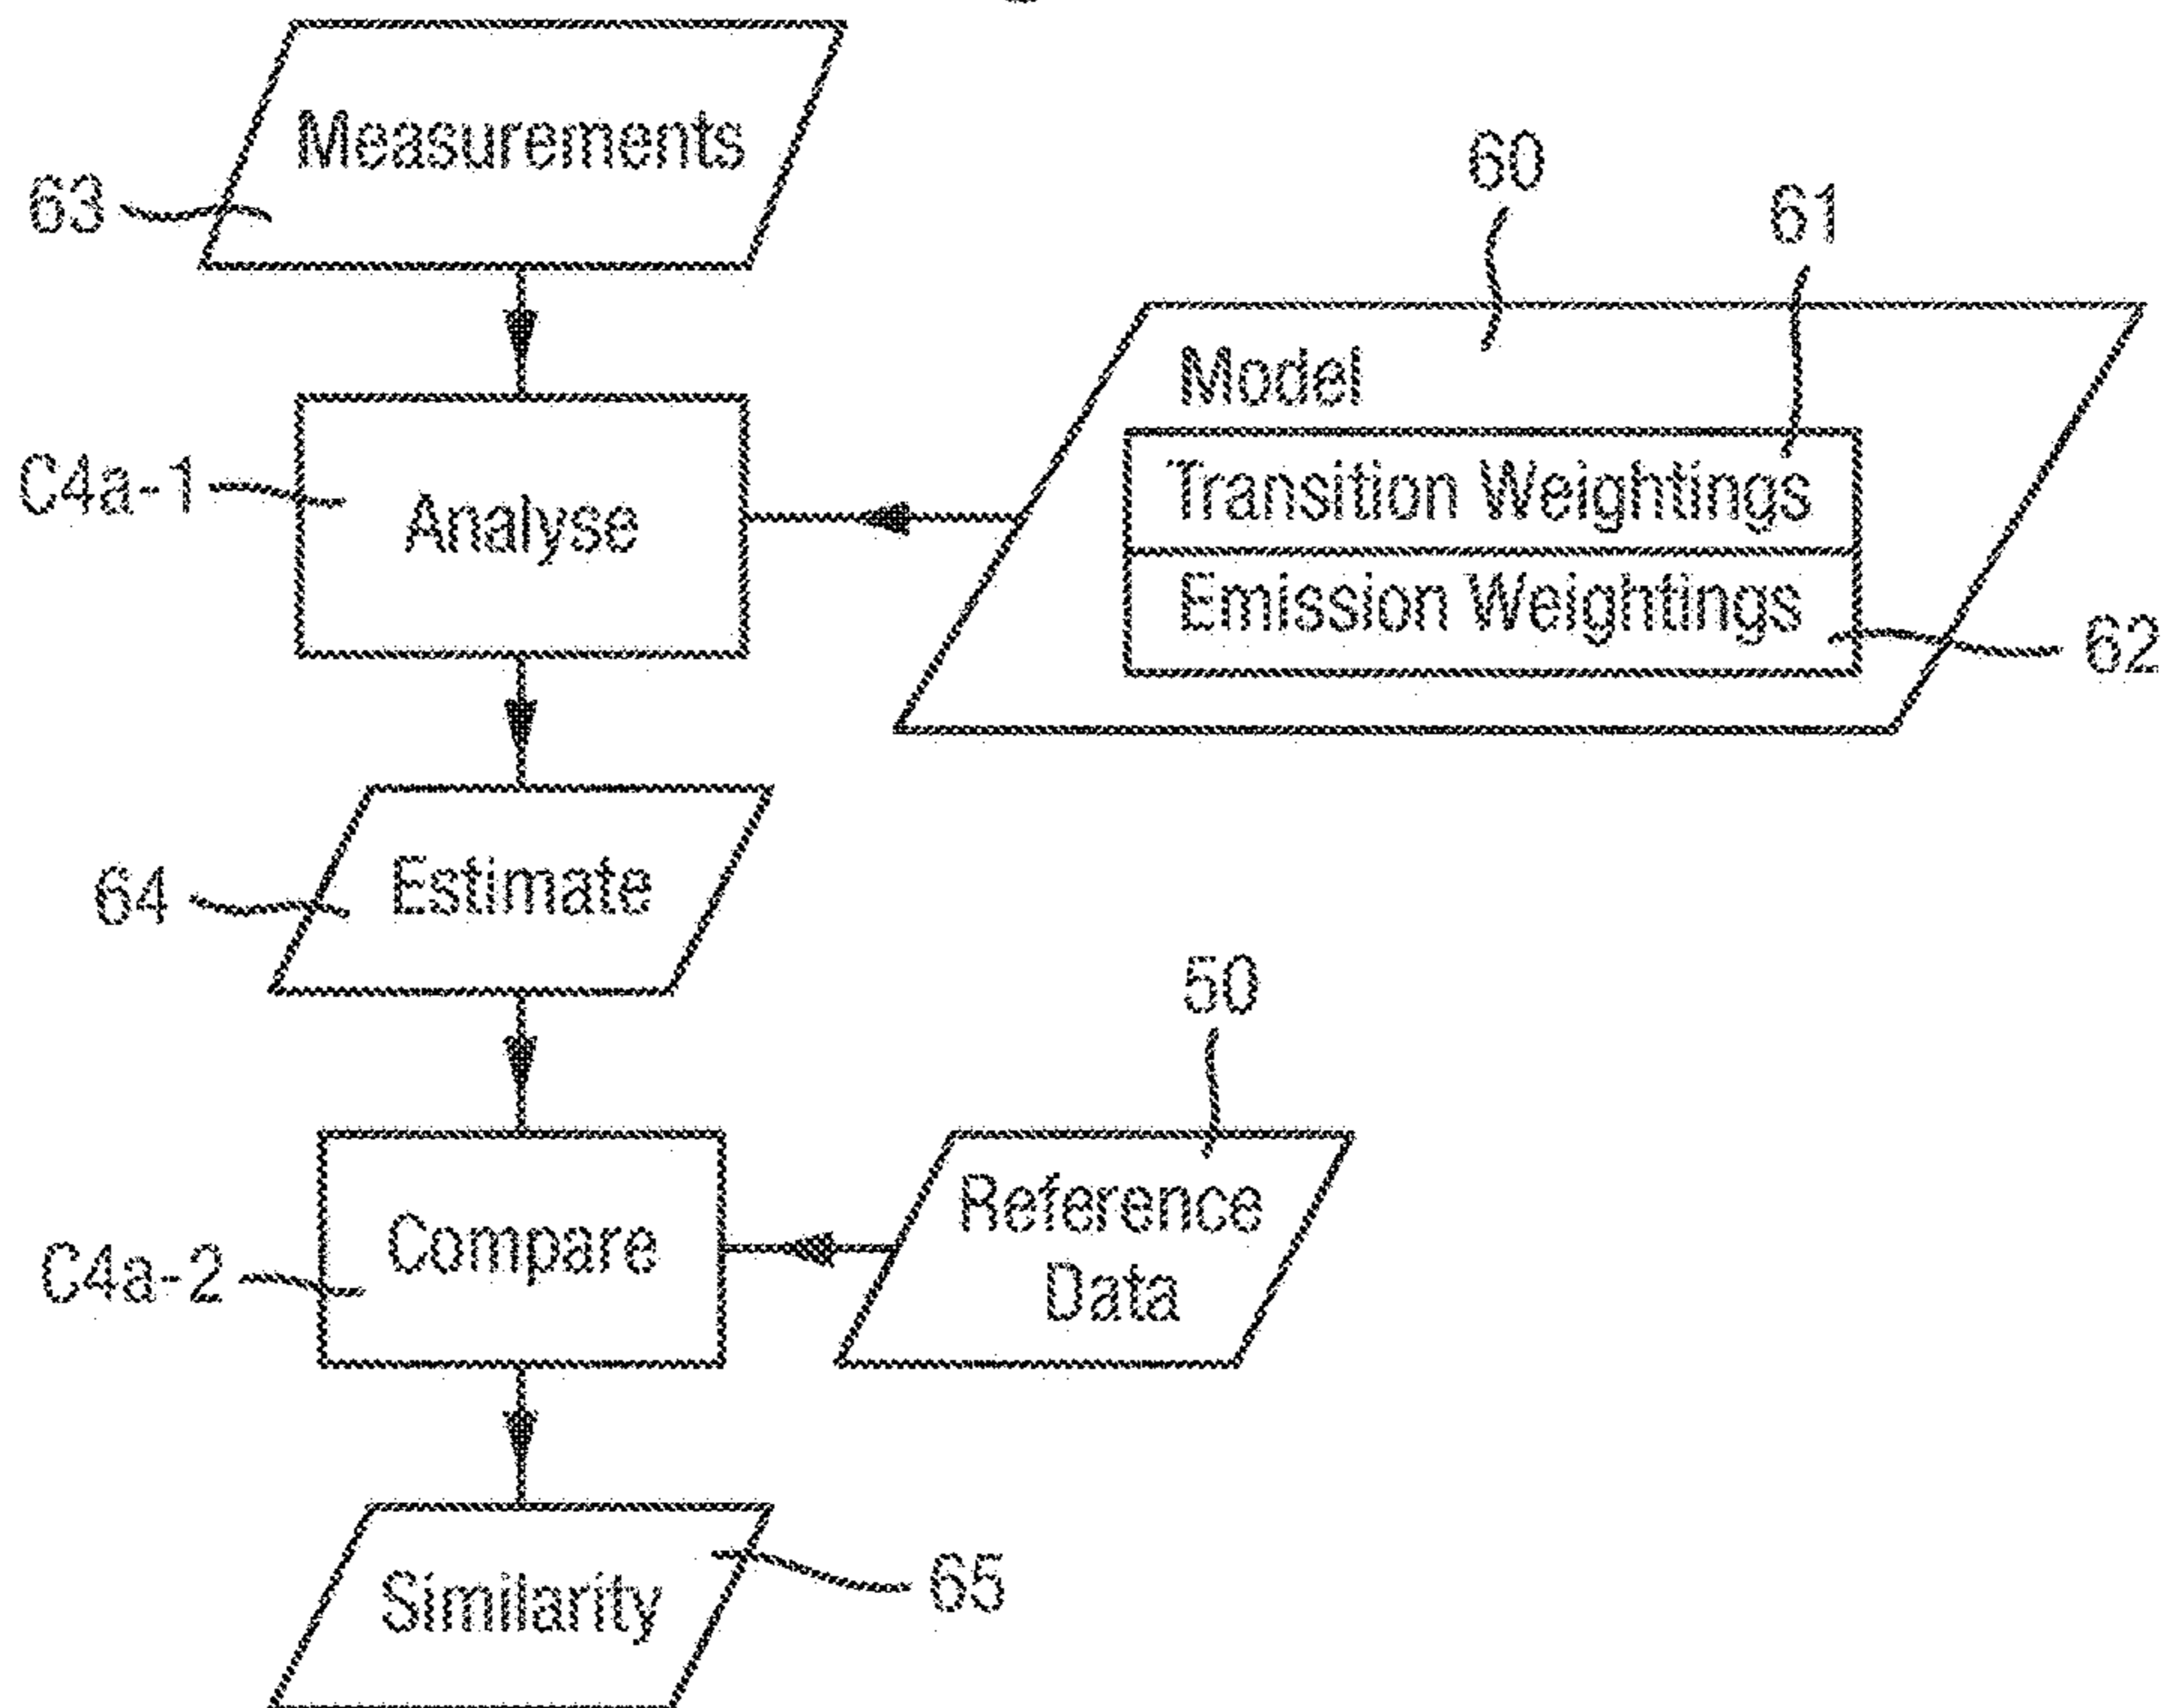 Measurements
63
60
61
Model
C4a-1
Analyse
Transition Weightings
Emission Weightings
62
64
Estimate
50
C4a-2
Compare
Reference
Data
Similarity
65